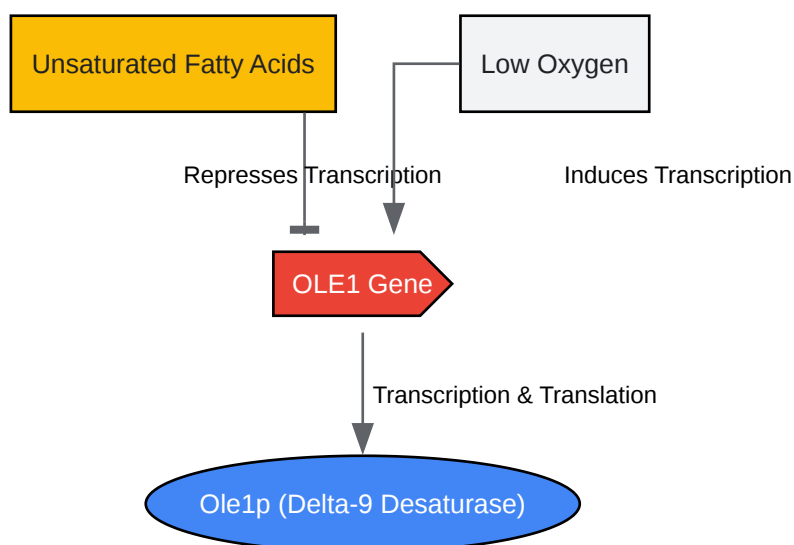 Unsaturated Fatty Acids
Low Oxygen
Represses Transcription
Induces Transcription
OLE1 Gene
Transcription & Translation
Ole1p (Delta-9 Desaturase)